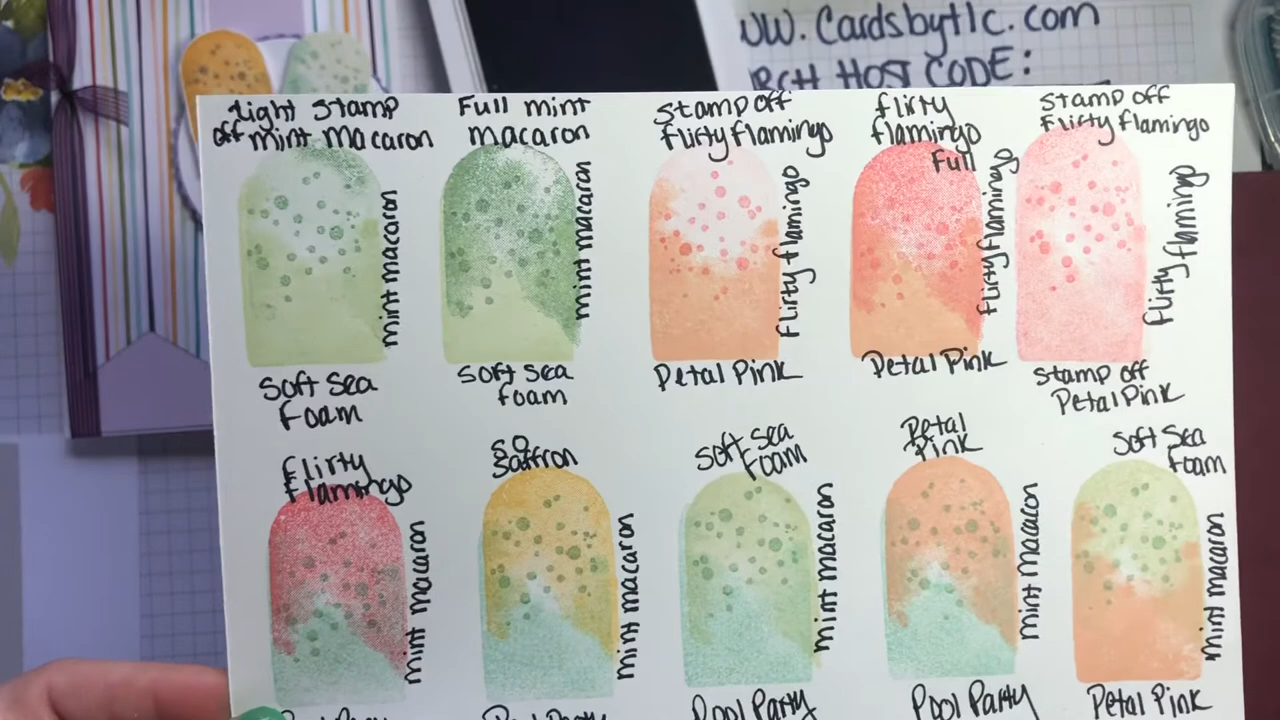 WW.Cardsbytlc.com
RCH HOST CODE:
Light Stamp
off mint macaron
mint macaron
Soft Sea
Foam
Full mint
macaron
mint macaron
Soft Sea
foam
Stamp off
flirty flamingo
flirty flamingo
Petal Pink
flirty
flamingo
Full
flirty flamingo
Petal Pink
Stamp off
flirty flamingo
flirty flamingo
Stamp off
Petal Pink
flirty
flamingo
mint macaron
SO
Saffron
mint macaron
Soft Sea
Foam
mint macaron
Pool Party
Petal
Pink
mint macaron
Pool Party
Soft Sea
Foam
mint macaron
Petal Pink